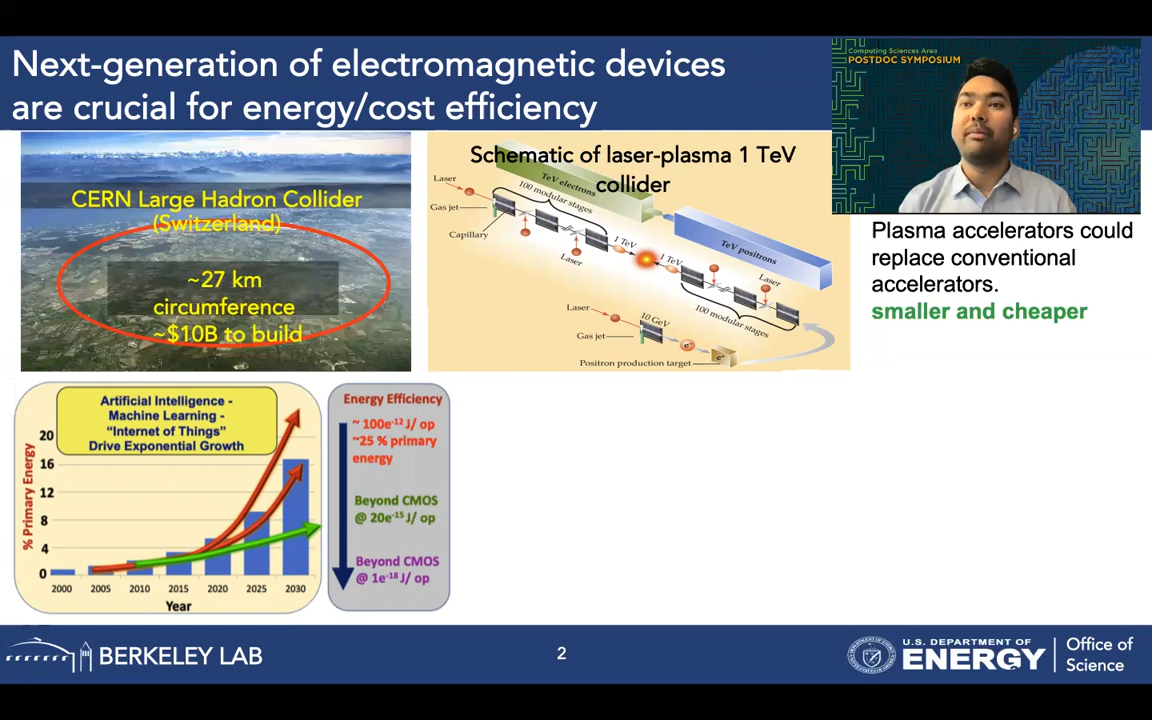 Next-generation of electromagnetic devices
are crucial for energy/cost efficiency
Computing Sciences Area
POSTDOC SYMPOSIUM
CERN Large Hadron Collider
(Switzerland)
~27 km
circumference
~$10B to build
Schematic of laser-plasma 1 TeV
collider
Laser
Gas jet
Capillary
100 modular stages
TeV electrons
Laser
1 TeV
1 TeV
TeV positrons
Laser
100 modular stages
Laser
Gas jet
10 GeV
e⁻
e⁺
Positron production target
Plasma accelerators could
replace conventional
accelerators.
smaller and cheaper
Artificial Intelligence -
Machine Learning -
“Internet of Things”
Drive Exponential Growth
% Primary Energy
20
16
12
8
4
0
2000 2005 2010 2015 2020 2025 2030
Year
Energy Efficiency
~ 100e⁻¹² J/ op
~25 % primary
energy
Beyond CMOS
@ 20e⁻¹⁵ J/ op
Beyond CMOS
@ 1e⁻¹⁸ J/ op
BERKELEY LAB
2
U.S. DEPARTMENT OF
ENERGY
Office of
Science